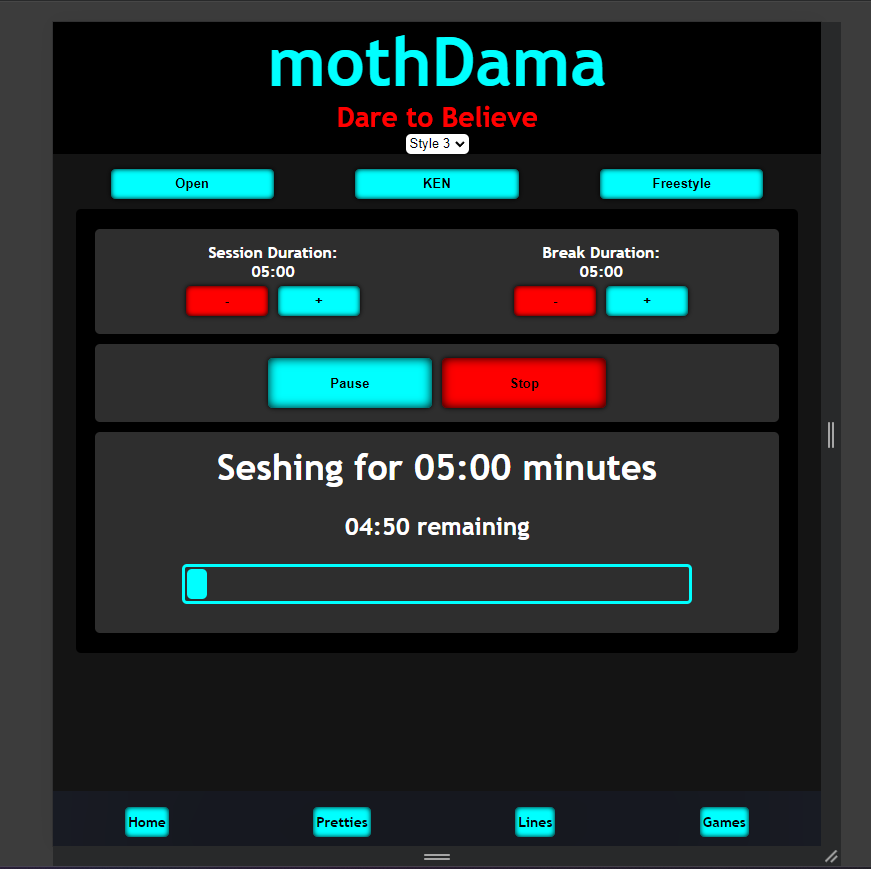 mothDama
Dare to Believe
Style 3
Open KEN Freestyle
Session Duration: Break Duration:
05:00 05:00
- + - +
Pause Stop
Seshing for 05:00 minutes
04:50 remaining
Home Pretties Lines Games